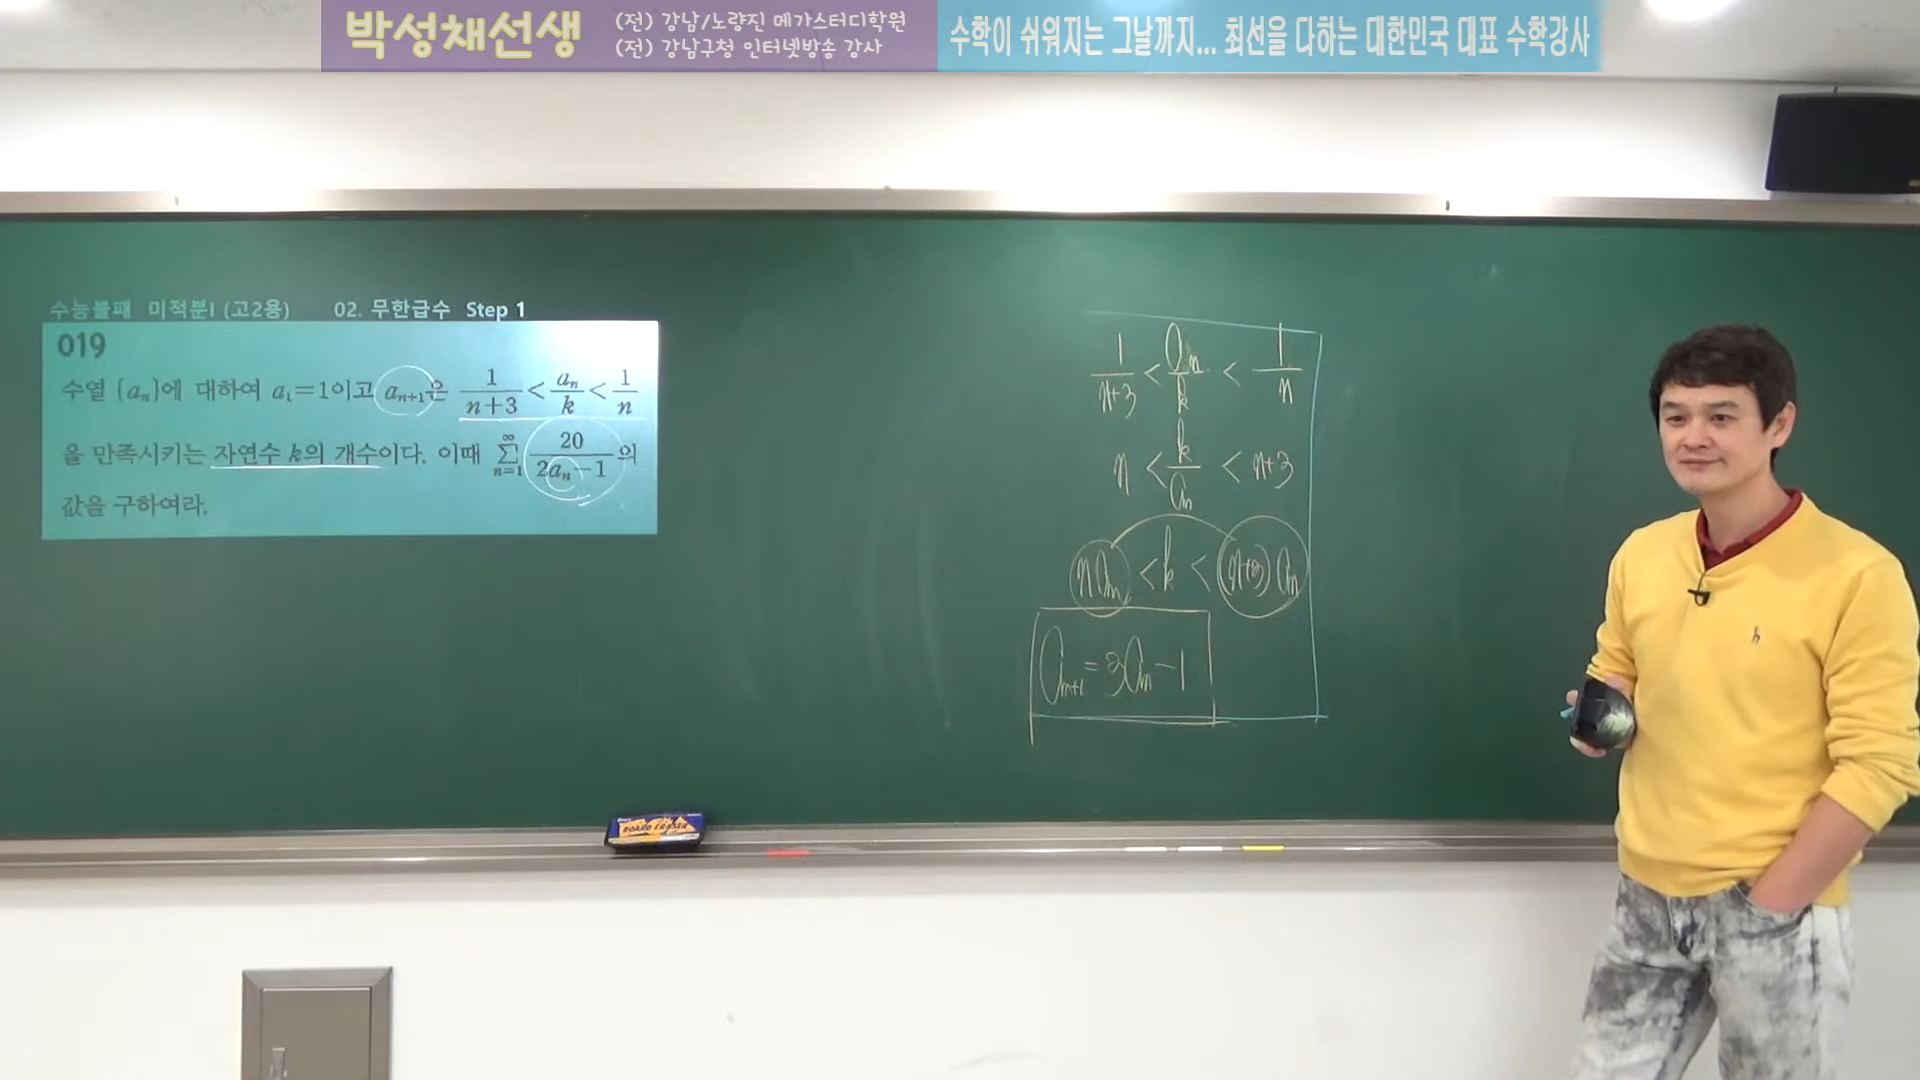 박성채선생
(전) 강남/노량진 메가스터디학원
(전) 강남구청 인터넷방송 강사
수학이 쉬워지는 그날까지... 최선을 다하는 대한민국 대표 수학강사
수능불패 미적분I (고2용) 02. 무한급수 Step 1
019
수열 {aₙ}에 대하여 a₁=1이고 aₙ₊₁은 1/(n+3) < aₙ/k < 1/n
을 만족시키는 자연수 k의 개수이다. 이때 ∑ₙ₌₁^∞ 20/(2aₙ-1)의
값을 구하여라.
1/(n+3) < aₙ/k < 1/n
n < k/aₙ < n+3
naₙ < k < (n+3)aₙ
aₙ₊₁ = 3aₙ - 1
BOARD ERASER